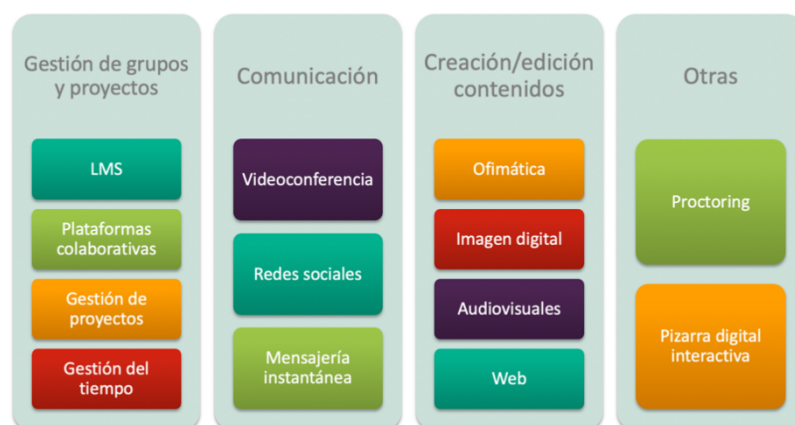 Gestión de grupos
y proyectos
LMS
Plataformas
colaborativas
Gestión de
proyectos
Gestión del
tiempo
Comunicación
Videoconferencia
Redes sociales
Mensajería
instantánea
Creación/edición
contenidos
Ofimática
Imagen digital
Audiovisuales
Web
Otras
Proctoring
Pizarra digital
interactiva